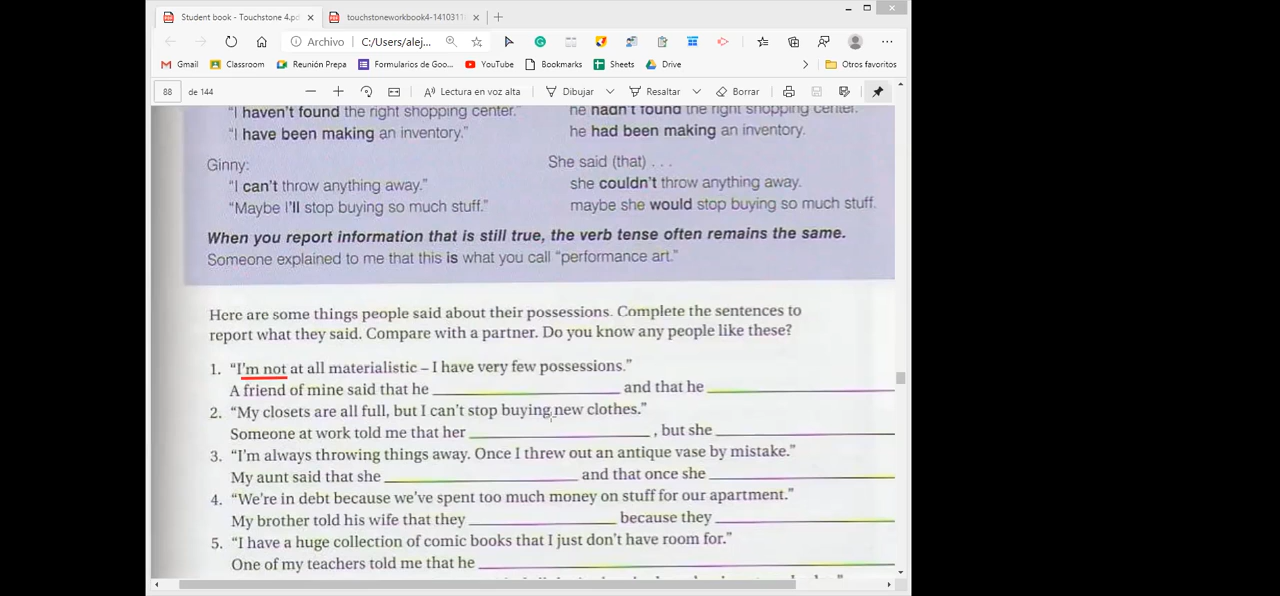 Student book - Touchstone 4.pd
touchstoneworkbook4-1410311
Archivo | C:/Users/alej...
Gmail Classroom Reunión Prepa Formularios de Goo... YouTube Bookmarks Sheets Drive Otros favoritos
88 de 144 Lectura en voz alta Dibujar Resaltar Borrar
"I haven't found the right shopping center." he hadn't found the right shopping center.
"I have been making an inventory." he had been making an inventory.
Ginny: She said (that) . . .
"I can't throw anything away." she couldn't throw anything away.
"Maybe I'll stop buying so much stuff." maybe she would stop buying so much stuff.
When you report information that is still true, the verb tense often remains the same.
Someone explained to me that this is what you call "performance art."
Here are some things people said about their possessions. Complete the sentences to
report what they said. Compare with a partner. Do you know any people like these?
1. "I'm not at all materialistic – I have very few possessions."
A friend of mine said that he ____ and that he ____
2. "My closets are all full, but I can't stop buying new clothes."
Someone at work told me that her ____ , but she ____
3. "I'm always throwing things away. Once I threw out an antique vase by mistake."
My aunt said that she ____ and that once she ____
4. "We're in debt because we've spent too much money on stuff for our apartment."
My brother told his wife that they ____ because they ____
5. "I have a huge collection of comic books that I just don't have room for."
One of my teachers told me that he ____